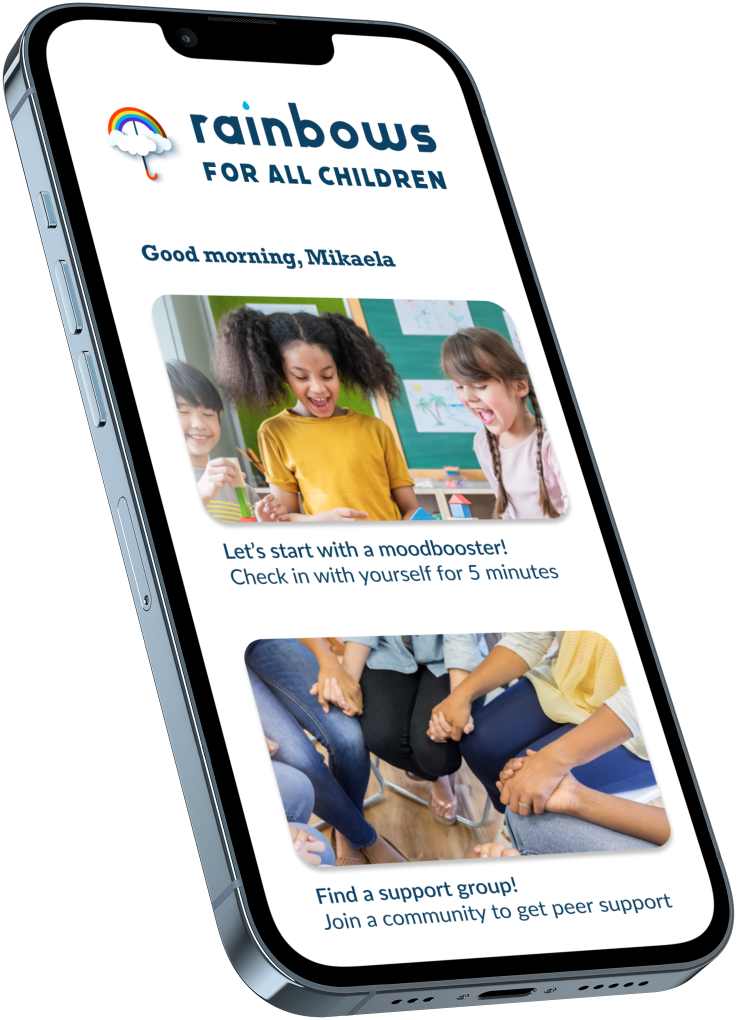 rainbows
FOR ALL CHILDREN
Good morning, Mikaela
Let's start with a moodbooster!
Check in with yourself for 5 minutes
Find a support group!
Join a community to get peer support